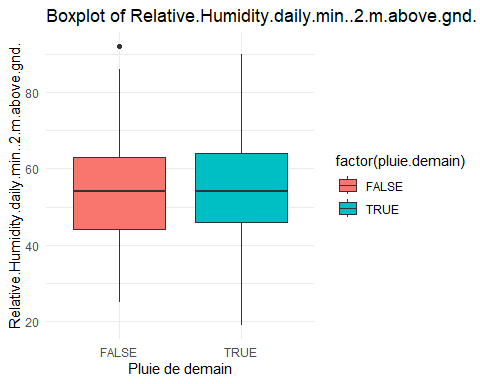 Boxplot of Relative.Humidity.daily.min..2.m.above.gnd.
Relative.Humidity.daily.min..2.m.above.gnd.
80
60
40
20
FALSE
TRUE
Pluie de demain
factor(pluie.demain)
FALSE
TRUE